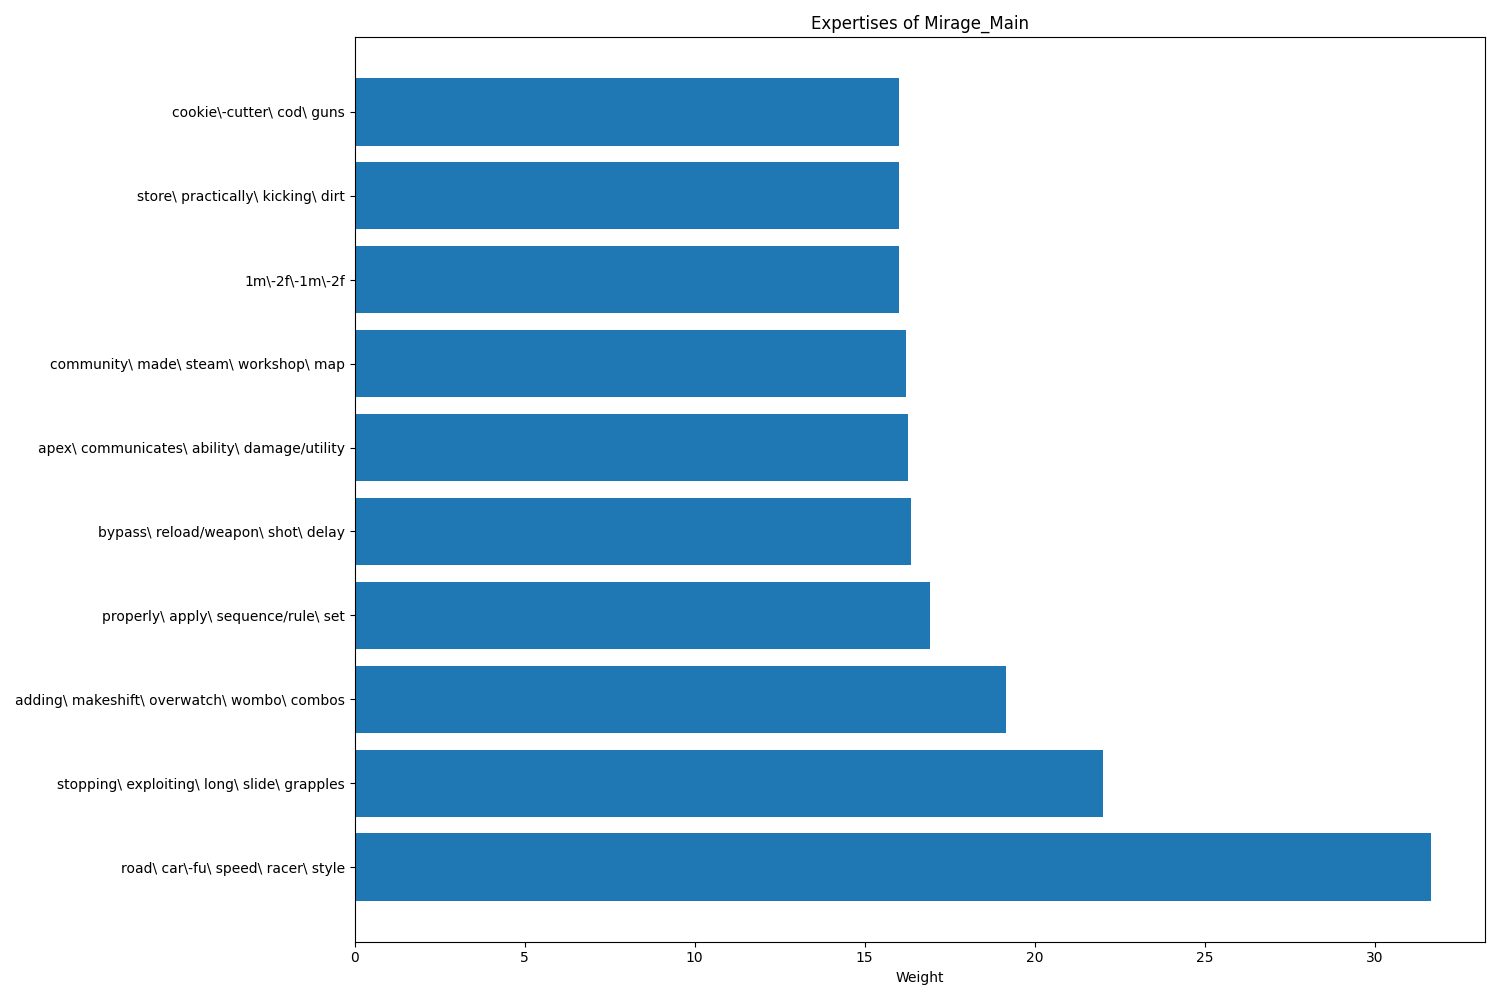 Expertises of Mirage_Main
cookie\-cutter\ cod\ guns
store\ practically\ kicking\ dirt
1m\-2f\-1m\-2f
community\ made\ steam\ workshop\ map
apex\ communicates\ ability\ damage/utility
bypass\ reload/weapon\ shot\ delay
properly\ apply\ sequence/rule\ set
adding\ makeshift\ overwatch\ wombo\ combos
stopping\ exploiting\ long\ slide\ grapples
road\ car\-fu\ speed\ racer\ style
0 5 10 15 20 25 30
Weight